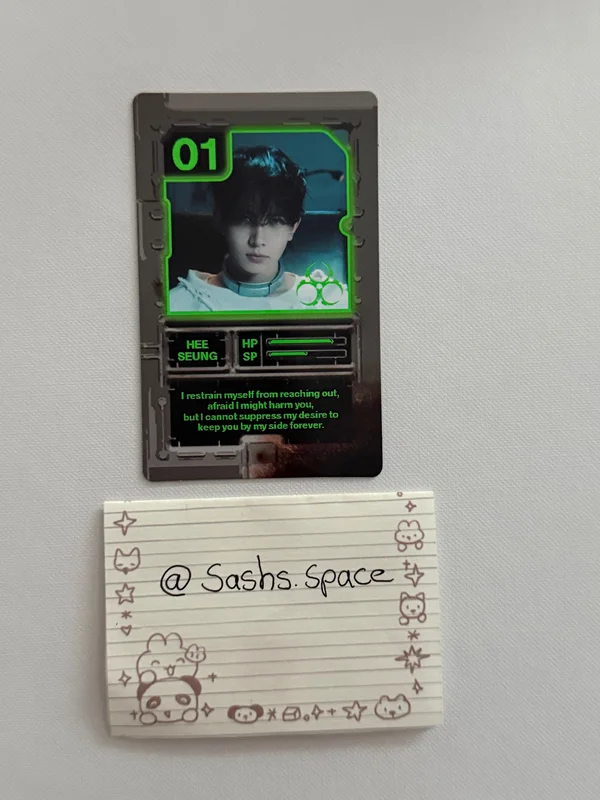 01
HEE
SEUNG
HP
SP
I restrain myself from reaching out,
afraid I might harm you,
but I cannot suppress my desire to
keep you by my side forever.
@ Sashs.space